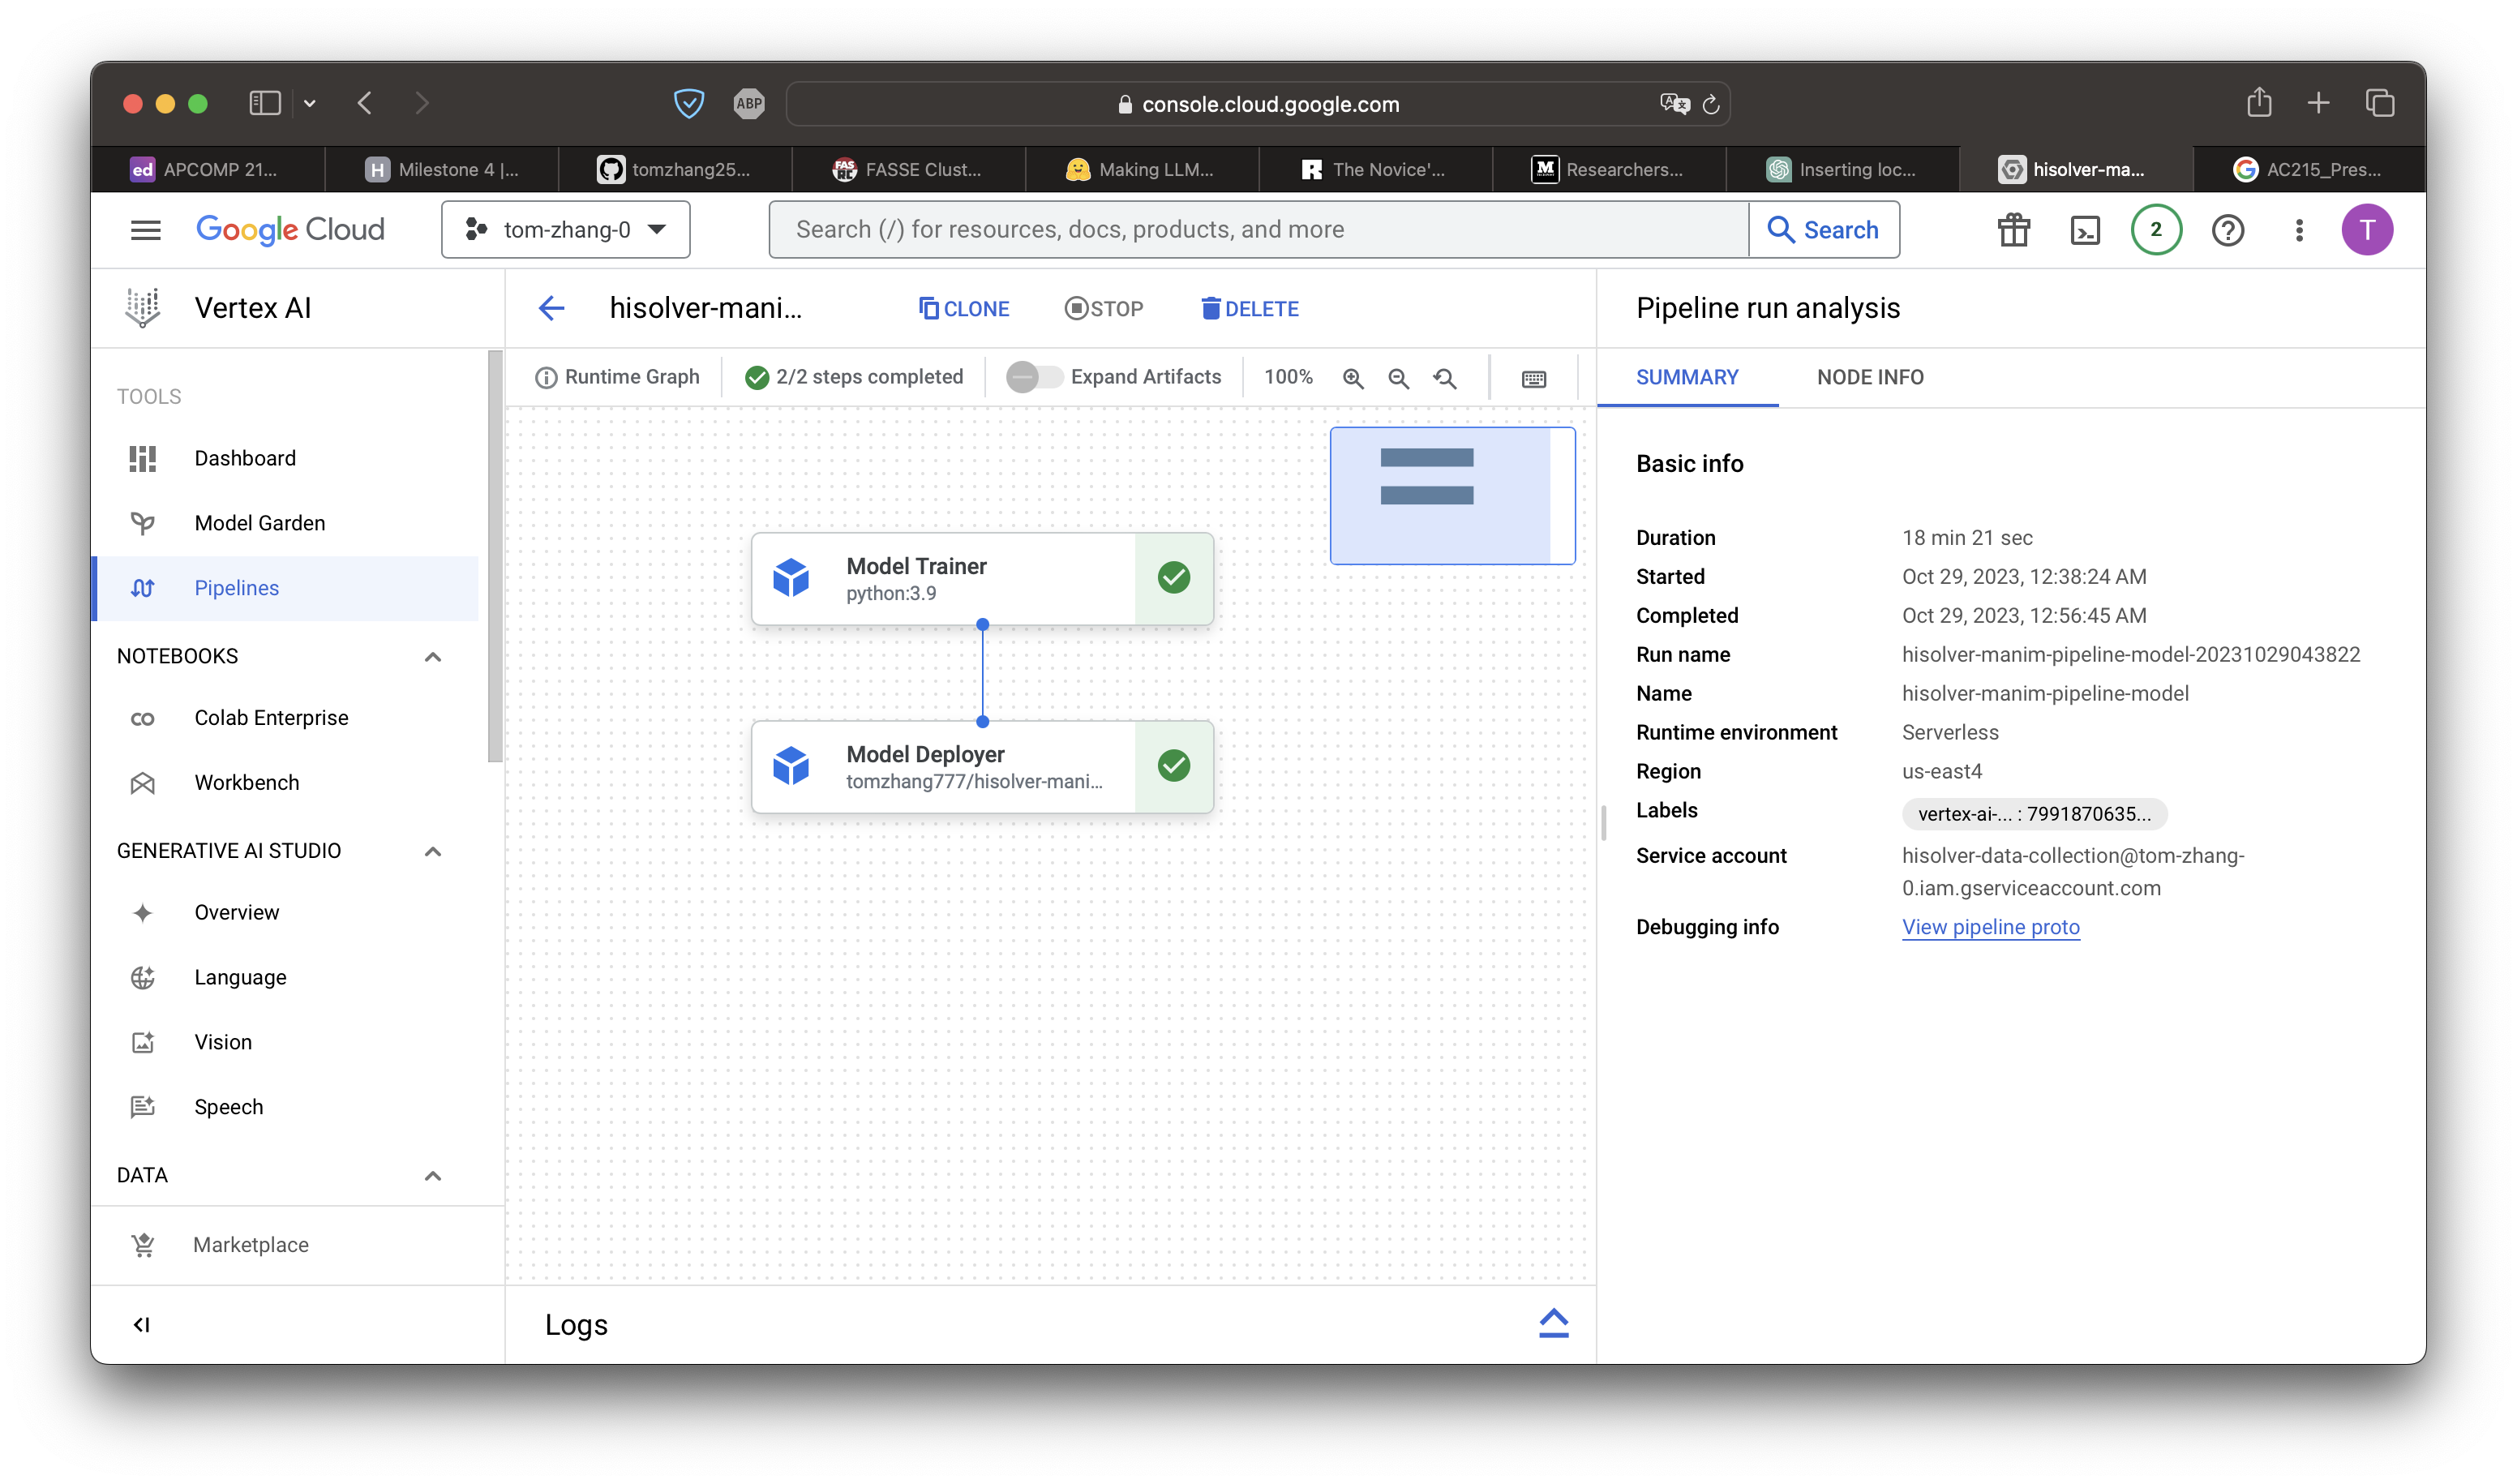 ABP
console.cloud.google.com
ed APCOMP 21...
H Milestone 4 |...
tomzhang25...
FAS RC FASSE Clust...
Making LLM...
R The Novice'...
M Researchers...
Inserting loc...
hisolver-ma...
G AC215_Pres...
Google Cloud
tom-zhang-0
Search (/) for resources, docs, products, and more
Search
2
T
Vertex AI
hisolver-mani...
CLONE
STOP
DELETE
Pipeline run analysis
Runtime Graph
2/2 steps completed
Expand Artifacts
100%
SUMMARY
NODE INFO
TOOLS
Dashboard
Model Garden
Pipelines
NOTEBOOKS
Colab Enterprise
Workbench
GENERATIVE AI STUDIO
Overview
Language
Vision
Speech
DATA
Marketplace
Model Trainer
python:3.9
Model Deployer
tomzhang777/hisolver-mani...
Logs
Basic info
Duration 18 min 21 sec
Started Oct 29, 2023, 12:38:24 AM
Completed Oct 29, 2023, 12:56:45 AM
Run name hisolver-manim-pipeline-model-20231029043822
Name hisolver-manim-pipeline-model
Runtime environment Serverless
Region us-east4
Labels vertex-ai-... : 7991870635...
Service account hisolver-data-collection@tom-zhang-
0.iam.gserviceaccount.com
Debugging info View pipeline proto